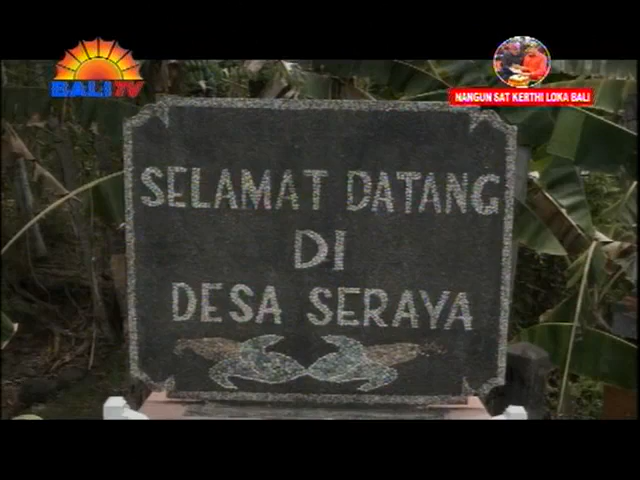 BALI TV
NANGUN SAT KERTHI LOKA BALI
SELAMAT DATANG
DI
DESA SERAYA